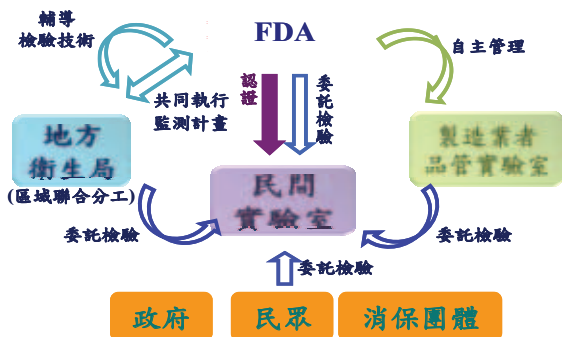 輔導
檢驗技術
FDA
自主管理
共同執行
監測計畫
認證
委託檢驗
地方
衛生局
(區域聯合分工)
製造業者
品管實驗室
民間
實驗室
委託檢驗
委託檢驗
委託檢驗
政府
民眾
消保團體